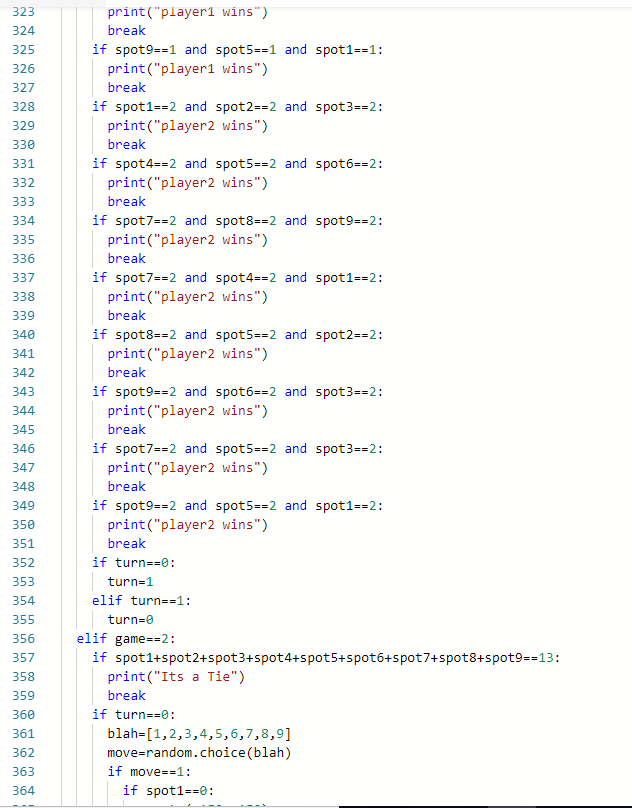 323 print("player1 wins")
324 break
325 if spot9==1 and spot5==1 and spot1==1:
326 print("player1 wins")
327 break
328 if spot1==2 and spot2==2 and spot3==2:
329 print("player2 wins")
330 break
331 if spot4==2 and spot5==2 and spot6==2:
332 print("player2 wins")
333 break
334 if spot7==2 and spot8==2 and spot9==2:
335 print("player2 wins")
336 break
337 if spot7==2 and spot4==2 and spot1==2:
338 print("player2 wins")
339 break
340 if spot8==2 and spot5==2 and spot2==2:
341 print("player2 wins")
342 break
343 if spot9==2 and spot6==2 and spot3==2:
344 print("player2 wins")
345 break
346 if spot7==2 and spot5==2 and spot3==2:
347 print("player2 wins")
348 break
349 if spot9==2 and spot5==2 and spot1==2:
350 print("player2 wins")
351 break
352 if turn==0:
353 turn=1
354 elif turn==1:
355 turn=0
356 elif game==2:
357 if spot1+spot2+spot3+spot4+spot5+spot6+spot7+spot8+spot9==13:
358 print("Its a Tie")
359 break
360 if turn==0:
361 blah=[1,2,3,4,5,6,7,8,9]
362 move=random.choice(blah)
363 if move==1:
364 if spot1==0: